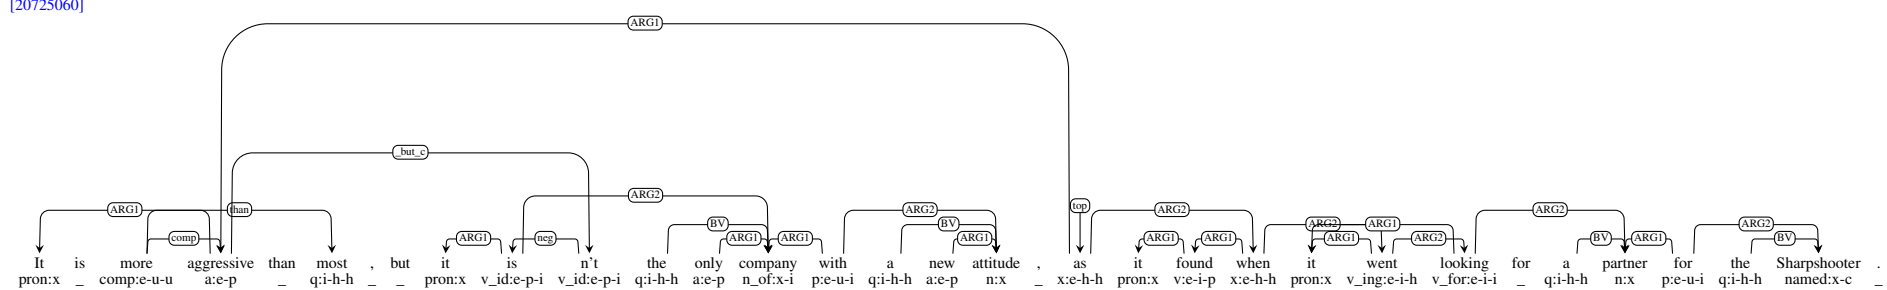 [20725060]
ARG1
_but_c
ARG2 top
ARG1 than ARG2 ARG2 ARG2
BV BV ARG2 ARG1 ARG2
comp ARG1 neg ARG1 ARG1 ARG1 ARG1 ARG1 ARG1 ARG2 BV ARG1 BV
It is more aggressive than most , but it is n't the only company with a new attitude , as it found when it went looking for a partner for the Sharpshooter .
pron:x _ comp:e-u-u a:e-p _ q:i-h-h _ _ pron:x v_id:e-p-i v_id:e-p-i q:i-h-h a:e-p n_of:x-i p:e-u-i q:i-h-h a:e-p n:x _ x:e-h-h pron:x v:e-i-p x:e-h-h pron:x v_ing:e-i-h v_for:e-i-i _ q:i-h-h n:x p:e-u-i q:i-h-h named:x-c _